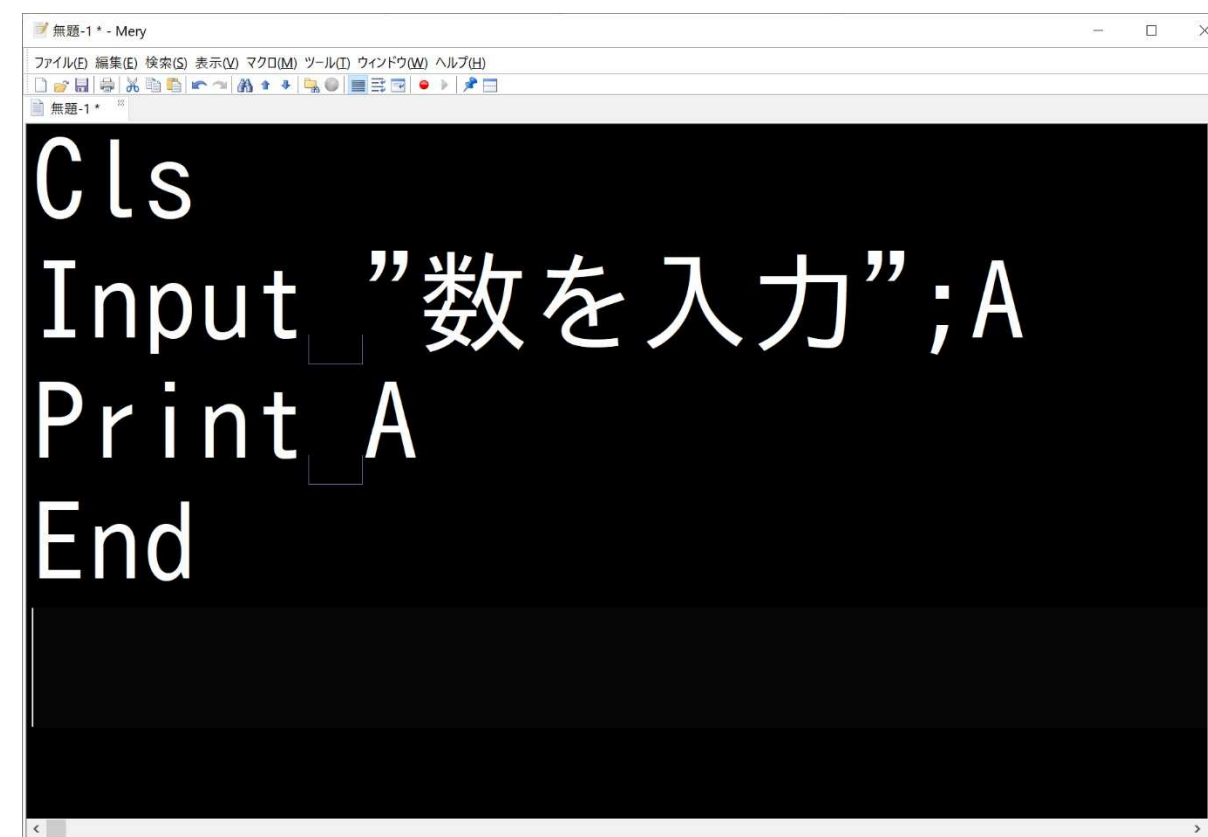 無題-1 * - Mery
ファイル(F) 編集(E) 検索(S) 表示(V) マクロ(M) ツール(T) ウィンドウ(W) ヘルプ(H)
無題-1 *
Cls
Input ”数を入力”;A
Print A
End